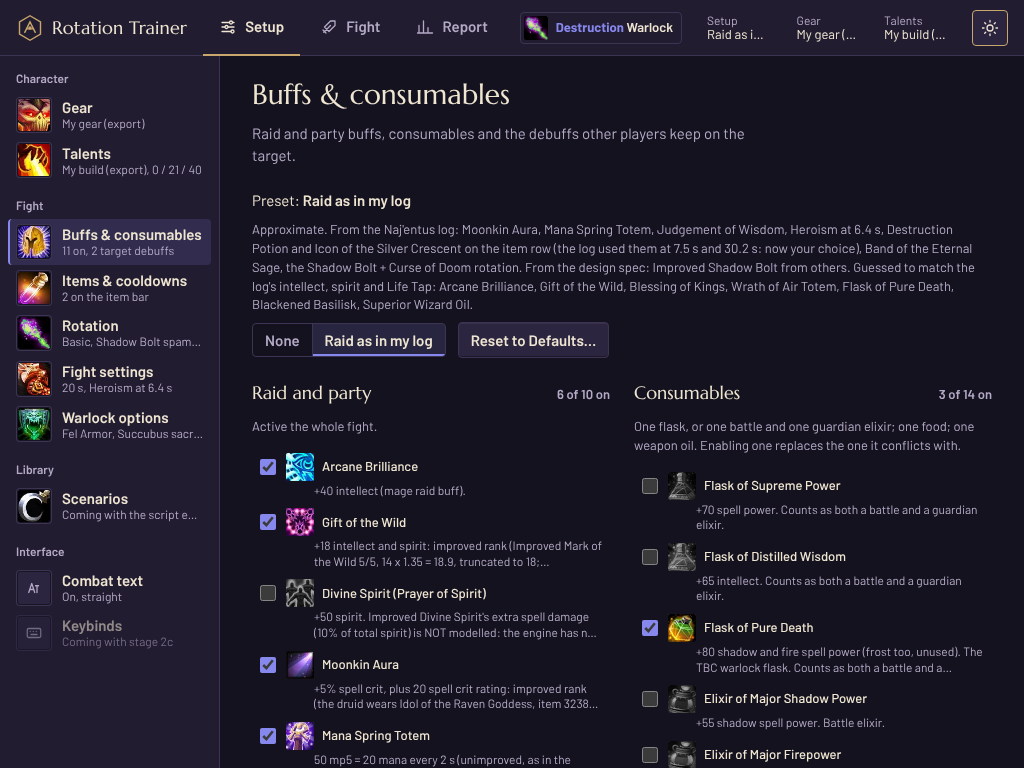 Rotation Trainer
Setup
Fight
Report
Destruction Warlock
Setup
Raid as i...
Gear
My gear (...
Talents
My build (...
Character
Gear
My gear (export)
Talents
My build (export), 0 / 21 / 40
Fight
Buffs & consumables
11 on, 2 target debuffs
Items & cooldowns
2 on the item bar
Rotation
Basic, Shadow Bolt spam...
Fight settings
20 s, Heroism at 6.4 s
Warlock options
Fel Armor, Succubus sacr...
Library
Scenarios
Coming with the script e...
Interface
AT
Combat text
On, straight
Keybinds
Coming with stage 2c
Buffs & consumables
Raid and party buffs, consumables and the debuffs other players keep on the
target.
Preset: Raid as in my log
Approximate. From the Naj'entus log: Moonkin Aura, Mana Spring Totem, Judgement of Wisdom, Heroism at 6.4 s, Destruction
Potion and Icon of the Silver Crescent on the item row (the log used them at 7.5 s and 30.2 s: now your choice), Band of the Eternal
Sage, the Shadow Bolt + Curse of Doom rotation. From the design spec: Improved Shadow Bolt from others. Guessed to match the
log's intellect, spirit and Life Tap: Arcane Brilliance, Gift of the Wild, Blessing of Kings, Wrath of Air Totem, Flask of Pure Death,
Blackened Basilisk, Superior Wizard Oil.
None
Raid as in my log
Reset to Defaults...
Raid and party
6 of 10 on
Active the whole fight.
Arcane Brilliance
+40 intellect (mage raid buff).
Gift of the Wild
+18 intellect and spirit: improved rank (Improved Mark of
the Wild 5/5, 14 x 1.35 = 18.9, truncated to 18;...
Divine Spirit (Prayer of Spirit)
+50 spirit. Improved Divine Spirit's extra spell damage
(10% of total spirit) is NOT modelled: the engine has n...
Moonkin Aura
+5% spell crit, plus 20 spell crit rating: improved rank
(the druid wears Idol of the Raven Goddess, item 3238...
Mana Spring Totem
50 mp5 = 20 mana every 2 s (unimproved, as in the
Consumables
3 of 14 on
One flask, or one battle and one guardian elixir; one food; one
weapon oil. Enabling one replaces the one it conflicts with.
Flask of Supreme Power
+70 spell power. Counts as both a battle and a guardian
elixir.
Flask of Distilled Wisdom
+65 intellect. Counts as both a battle and a guardian
elixir.
Flask of Pure Death
+80 shadow and fire spell power (frost too, unused). The
TBC warlock flask. Counts as both a battle and a...
Elixir of Major Shadow Power
+55 shadow spell power. Battle elixir.
Elixir of Major Firepower